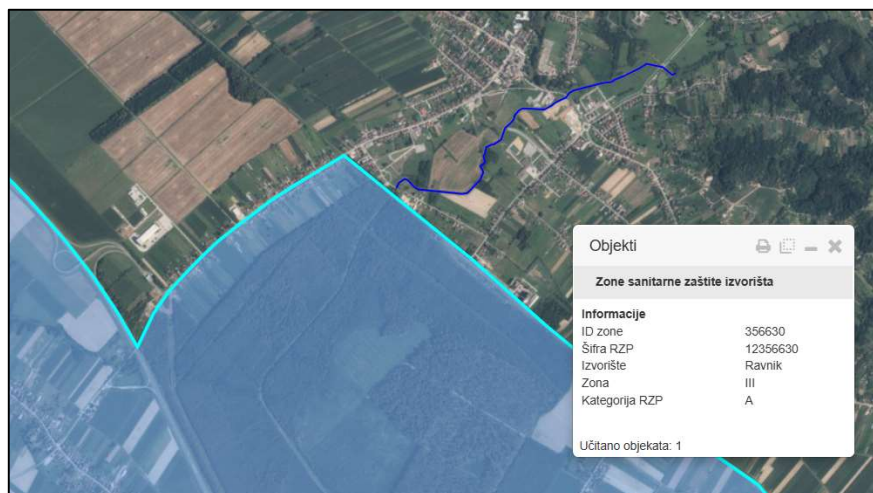 Objekti
Zone sanitarne zaštite izvorišta
Informacije
ID zone 356630
Šifra RZP 12356630
Izvorište Ravnik
Zona III
Kategorija RZP A
Učitano objekata: 1